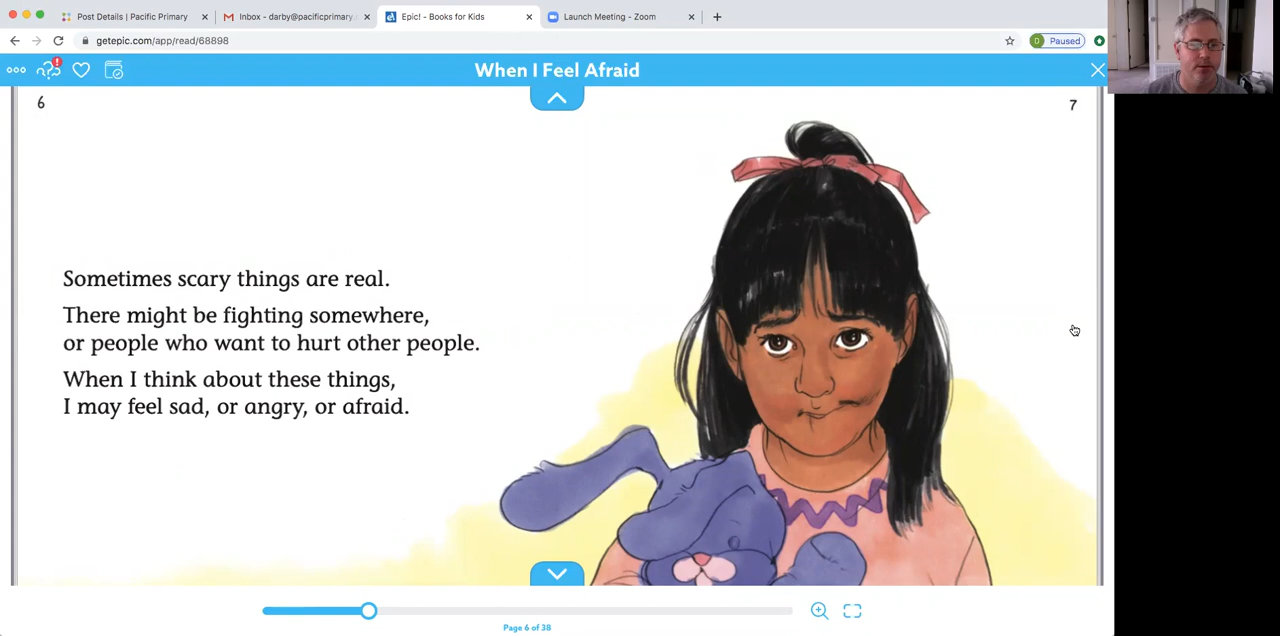 Post Details | Pacific Primary
Inbox - darby@pacificprimary.
Epic! - Books for Kids
Launch Meeting - Zoom
getepic.com/app/read/68898
D Paused
When I Feel Afraid
6
7
Sometimes scary things are real.
There might be fighting somewhere,
or people who want to hurt other people.
When I think about these things,
I may feel sad, or angry, or afraid.
Page 6 of 38